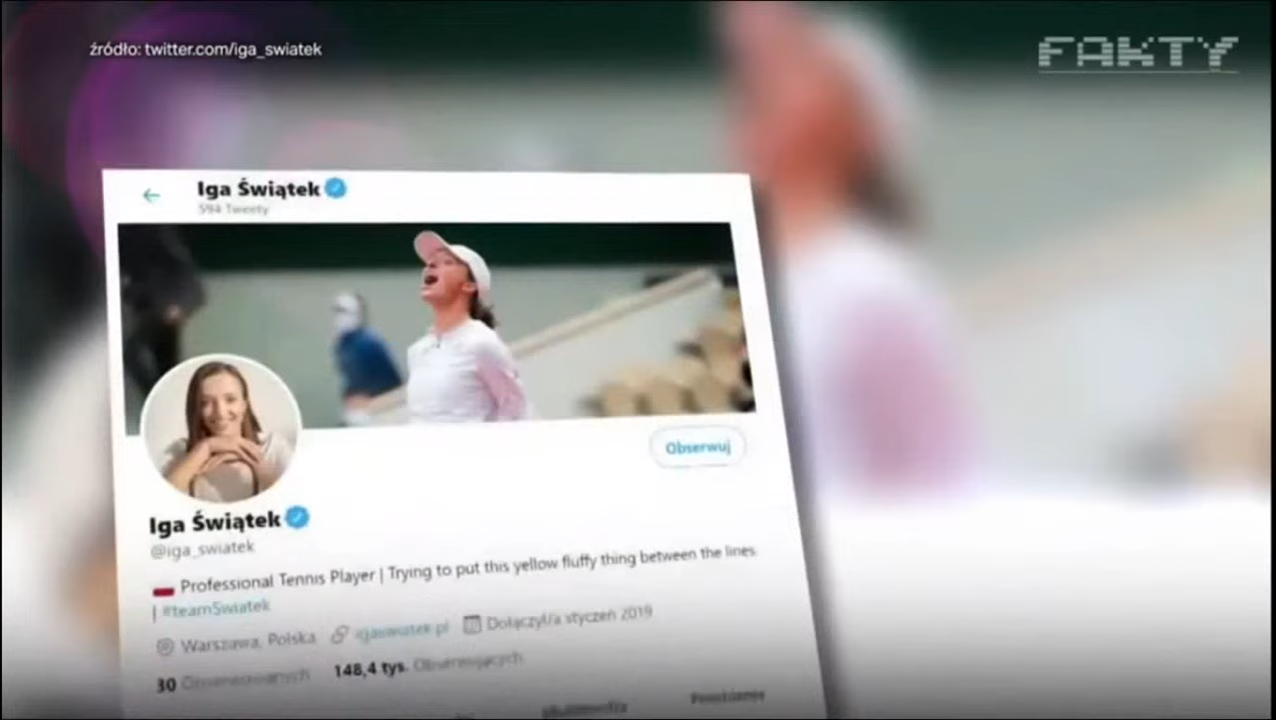 źródło: twitter.com/iga_swiatek
FAKTY
Iga Świątek
594 Tweety
Iga Świątek
@iga_swiatek
Obserwuj
Professional Tennis Player | Trying to put this yellow fluffy thing between the lines
| #teamSwiatek
Warszawa, Polska igaswiatek.pl Dołączył/a styczeń 2019
30 Obserwowanych 148,4 tys. Obserwujących